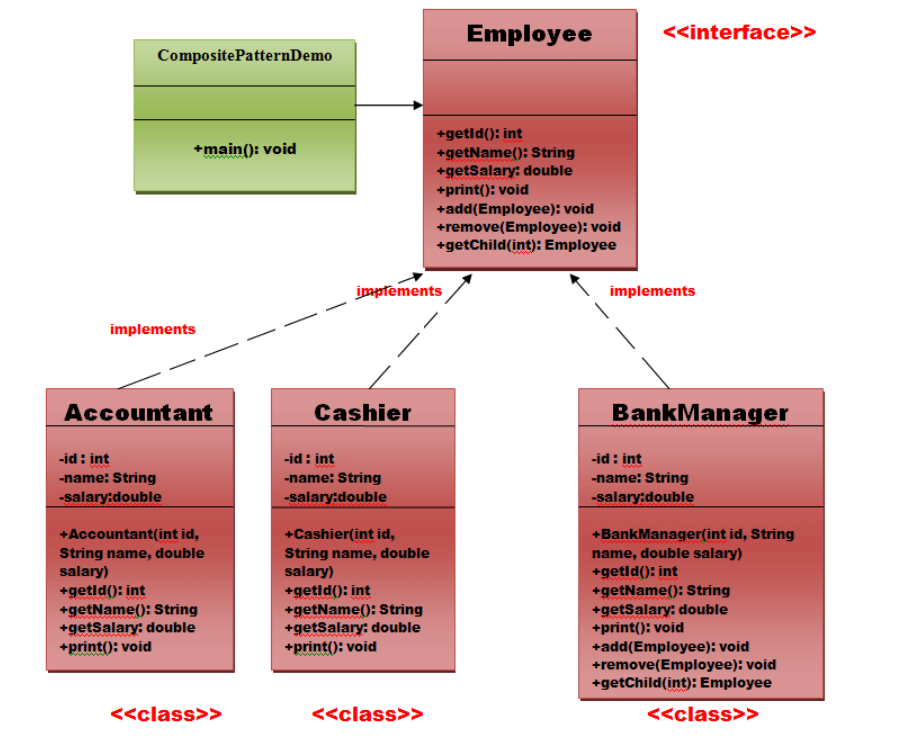 CompositePatternDemo
+main(): void
Employee
<<interface>>
+getId(): int
+getName(): String
+getSalary: double
+print(): void
+add(Employee): void
+remove(Employee): void
+getChild(int): Employee
implements
implements
implements
Accountant
-id : int
-name: String
-salary:double
+Accountant(int id,
String name, double
salary)
+getId(): int
+getName(): String
+getSalary: double
+print(): void
<<class>>
Cashier
-id : int
-name: String
-salary:double
+Cashier(int id,
String name, double
salary)
+getId(): int
+getName(): String
+getSalary: double
+print(): void
<<class>>
BankManager
-id : int
-name: String
-salary:double
+BankManager(int id, String
name, double salary)
+getId(): int
+getName(): String
+getSalary: double
+print(): void
+add(Employee): void
+remove(Employee): void
+getChild(int): Employee
<<class>>